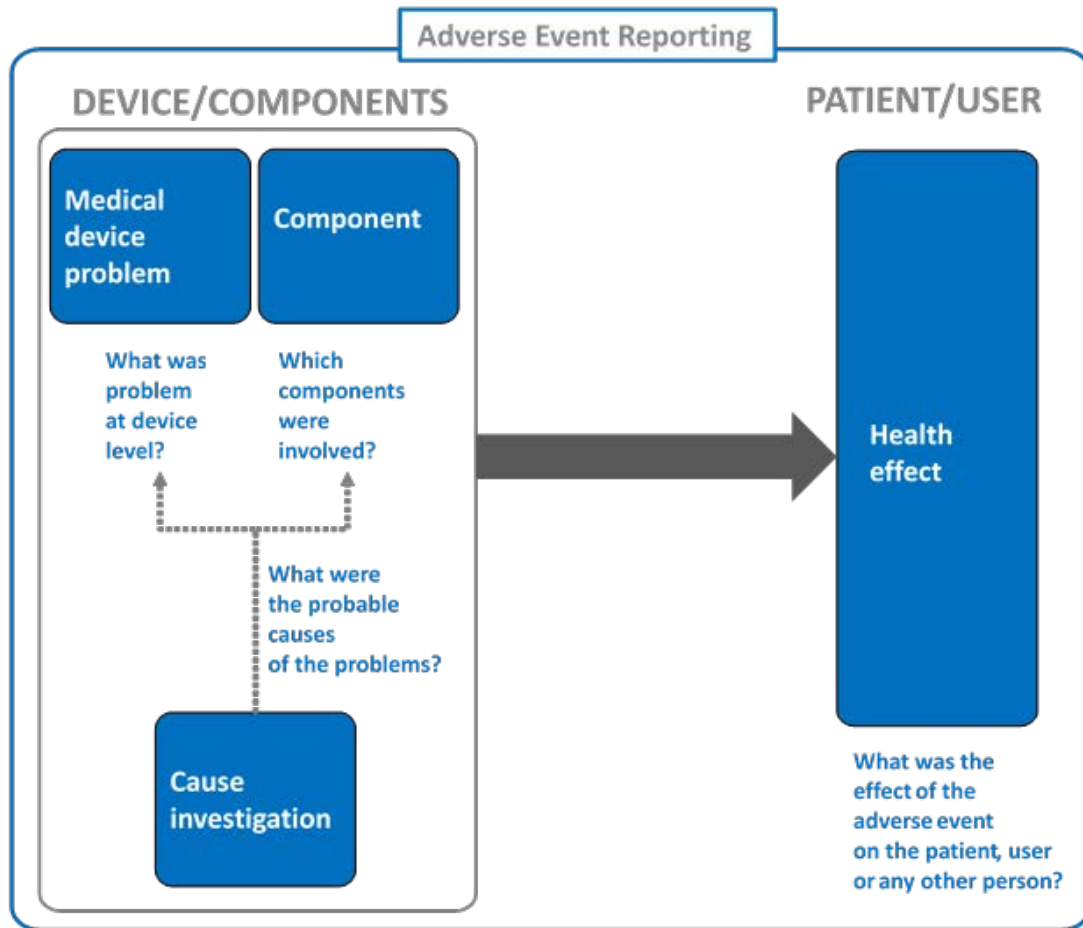 Adverse Event Reporting
DEVICE/COMPONENTS
PATIENT/USER
Medical
device
problem
Component
What was
problem
at device
level?
Which
components
were
involved?
What were
the probable
causes
of the problems?
Cause
investigation
Health
effect
What was the
effect of the
adverse event
on the patient, user
or any other person?